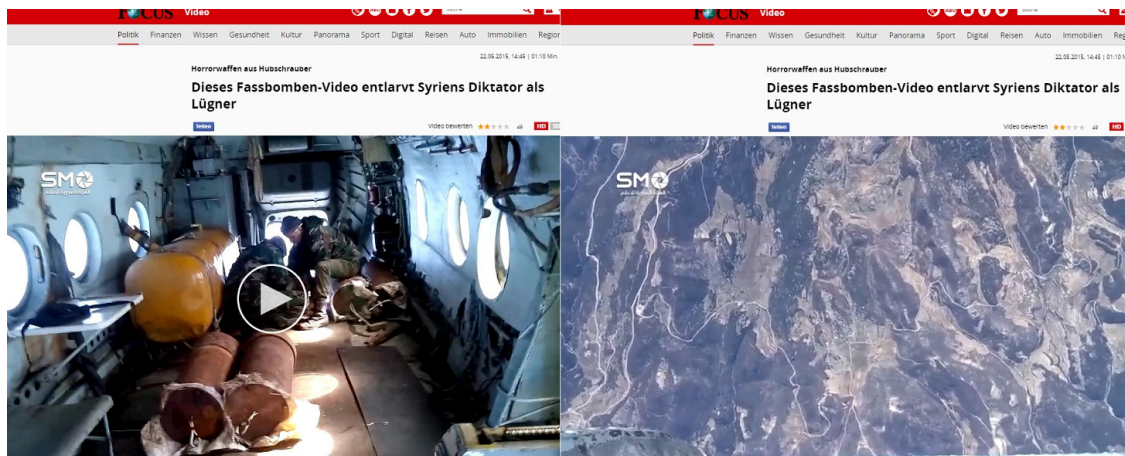 FOCUS Video
Politik Finanzen Wissen Gesundheit Kultur Panorama Sport Digital Reisen Auto Immobilien Region
22.05.2015, 14:45 | 01:10 Min.
Horrorwaffen aus Hubschrauber
Dieses Fassbomben-Video entlarvt Syriens Diktator als
Lügner
Teilen Video bewerten HD
SMO
FOCUS Video
Politik Finanzen Wissen Gesundheit Kultur Panorama Sport Digital Reisen Auto Immobilien Reg
22.05.2015, 14:45 | 01:10 M
Horrorwaffen aus Hubschrauber
Dieses Fassbomben-Video entlarvt Syriens Diktator als
Lügner
Teilen Video bewerten HD
SMO